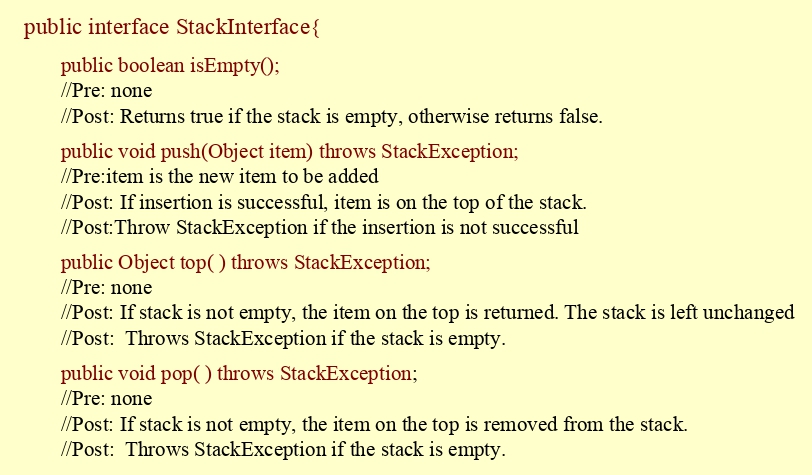 public interface StackInterface{
public boolean isEmpty();
//Pre: none
//Post: Returns true if the stack is empty, otherwise returns false.
public void push(Object item) throws StackException;
//Pre:item is the new item to be added
//Post: If insertion is successful, item is on the top of the stack.
//Post:Throw StackException if the insertion is not successful
public Object top( ) throws StackException;
//Pre: none
//Post: If stack is not empty, the item on the top is returned. The stack is left unchanged
//Post:  Throws StackException if the stack is empty.
public void pop( ) throws StackException;
//Pre: none
//Post: If stack is not empty, the item on the top is removed from the stack.
//Post:  Throws StackException if the stack is empty.